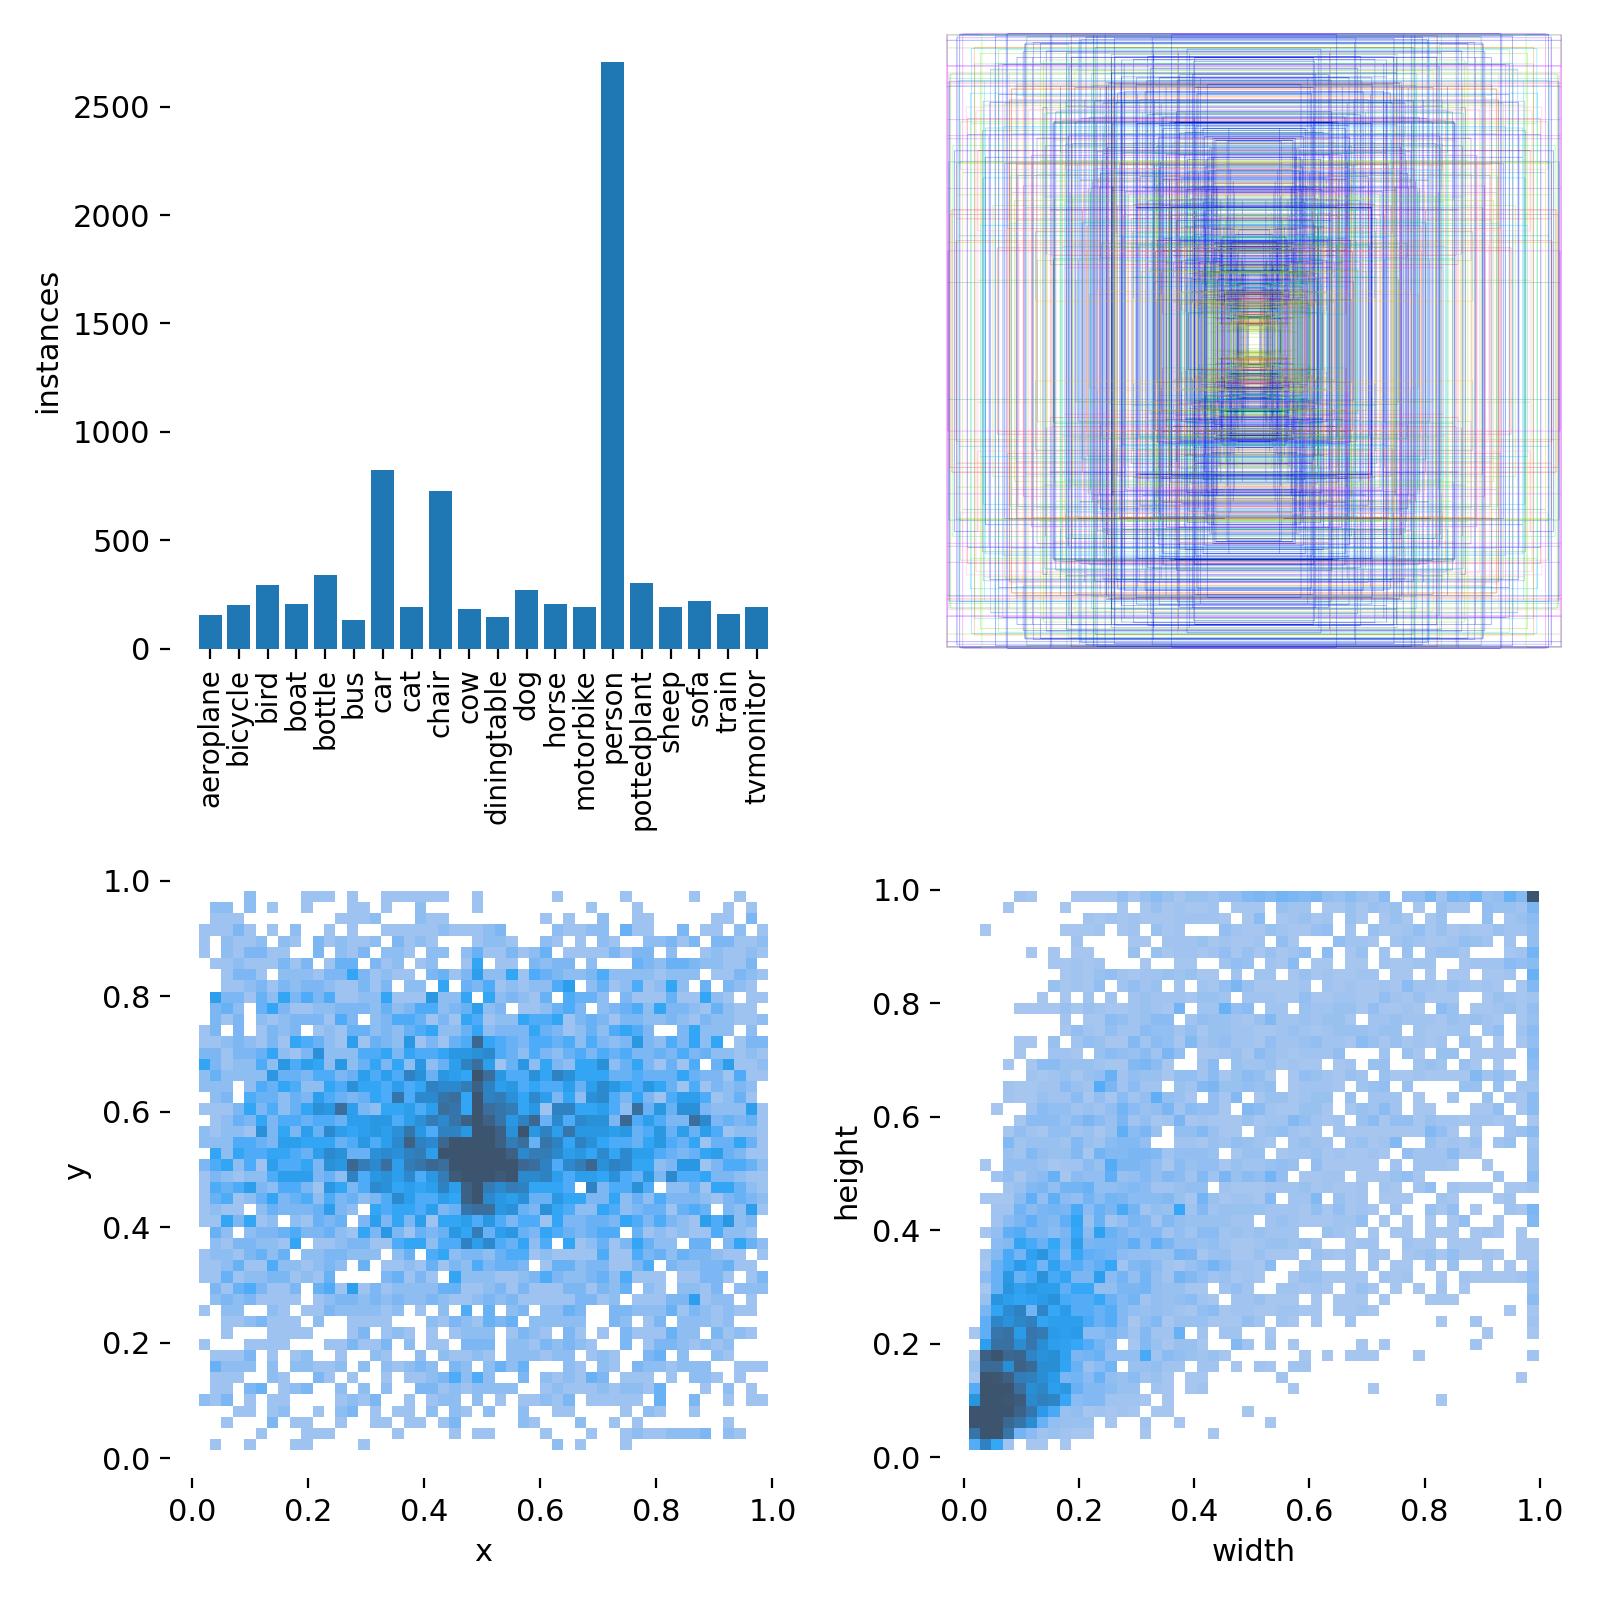 2500
2000
1500
1000
500
0
instances
aeroplane
bicycle
bird
boat
bottle
bus
car
cat
chair
cow
diningtable
dog
horse
motorbike
person
pottedplant
sheep
sofa
train
tvmonitor
1.0
0.8
0.6
0.4
0.2
0.0
y
0.0 0.2 0.4 0.6 0.8 1.0
x
1.0
0.8
0.6
0.4
0.2
0.0
height
0.0 0.2 0.4 0.6 0.8 1.0
width